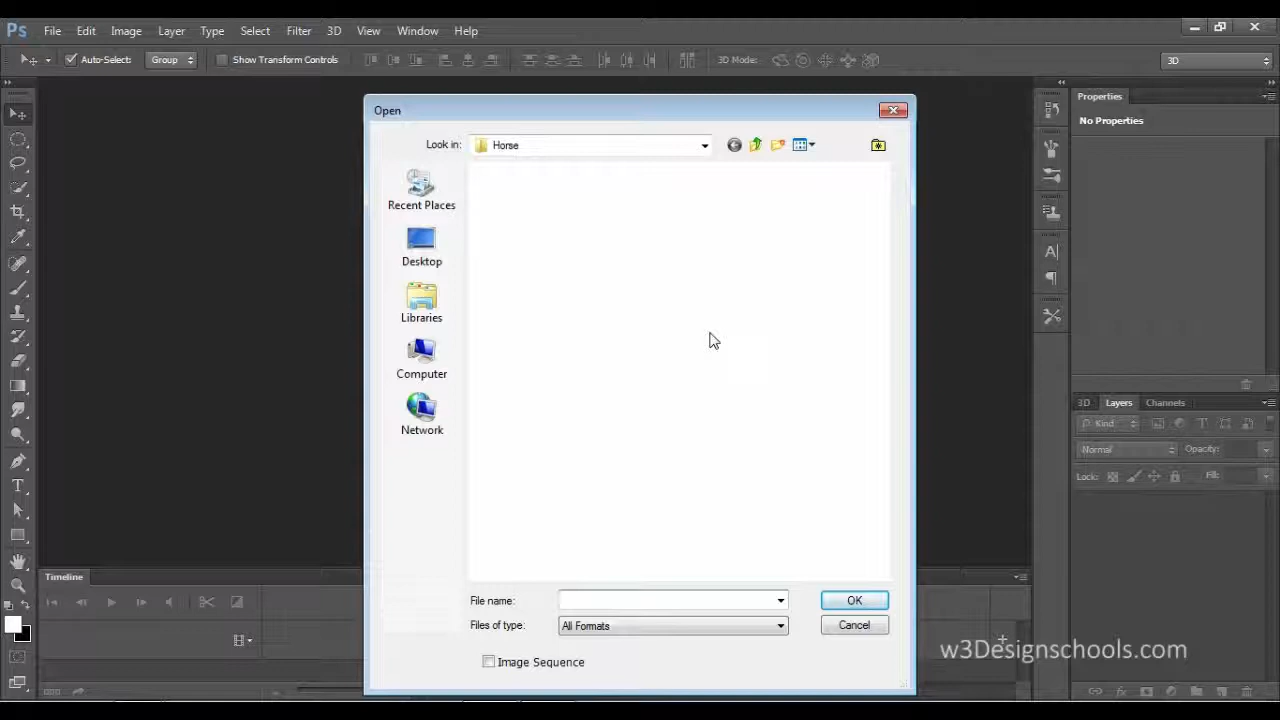 Ps File Edit Image Layer Type Select Filter 3D View Window Help
Auto-Select: Group Show Transform Controls 3D Mode: 3D
Open
Properties
No Properties
Look in: Horse
Recent Places
Desktop
Libraries
Computer
Network
3D Layers Channels
Kind
Normal Opacity:
Lock: Fill:
Timeline
File name: OK
Files of type: All Formats Cancel
Image Sequence
w3Designschools.com